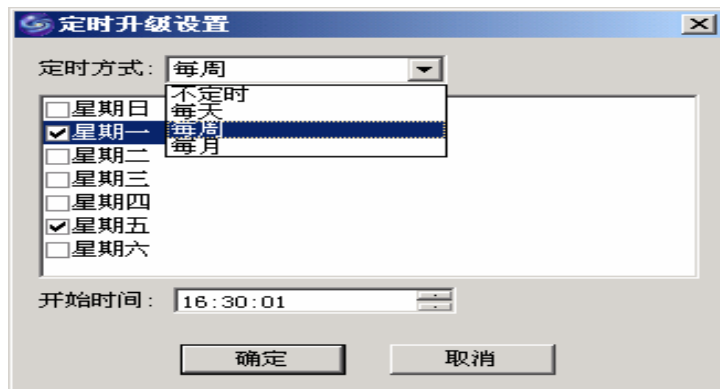 定时升级设置
定时方式: 每周
不定时
每天
每周
每月
星期日
星期一
星期二
星期三
星期四
星期五
星期六
开始时间: 16:30:01
确定 取消